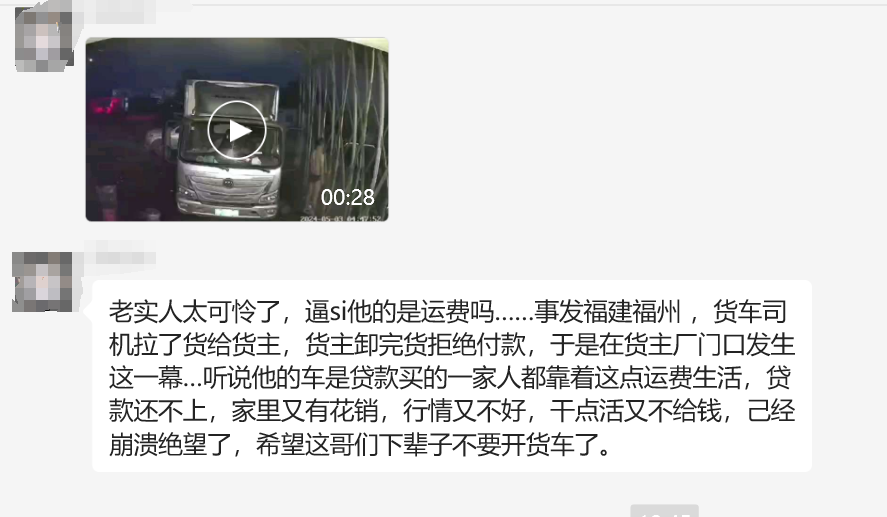 00:28
老实人太可怜了，逼si他的是运费吗......事发福建福州 ，货车司
机拉了货给货主，货主卸完货拒绝付款，于是在货主厂门口发生
这一幕...听说他的车是贷款买的一家人都靠着这点运费生活，贷
款还不上，家里又有花销，行情又不好，干点活又不给钱，己经
崩溃绝望了，希望这哥们下辈子不要开货车了。